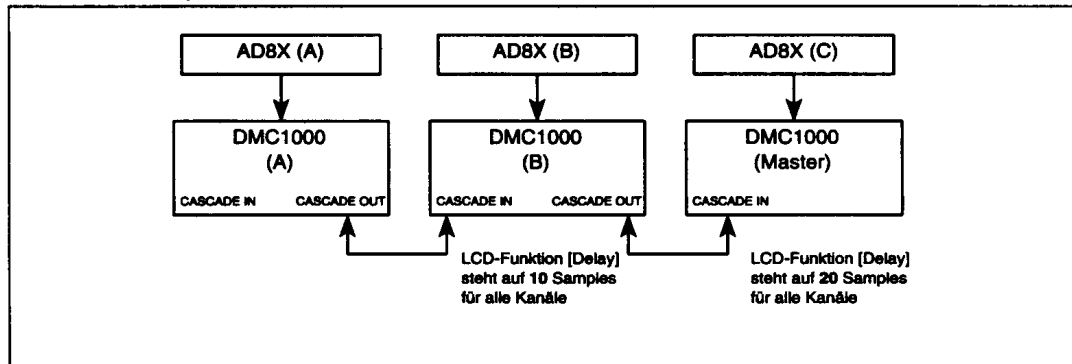 AD8X (A)
AD8X (B)
AD8X (C)
DMC1000
(A)
CASCADE IN
CASCADE OUT
DMC1000
(B)
CASCADE IN
CASCADE OUT
DMC1000
(Master)
CASCADE IN
LCD-Funktion [Delay]
steht auf 10 Samples
für alle Kanäle
LCD-Funktion [Delay]
steht auf 20 Samples
für alle Kanäle